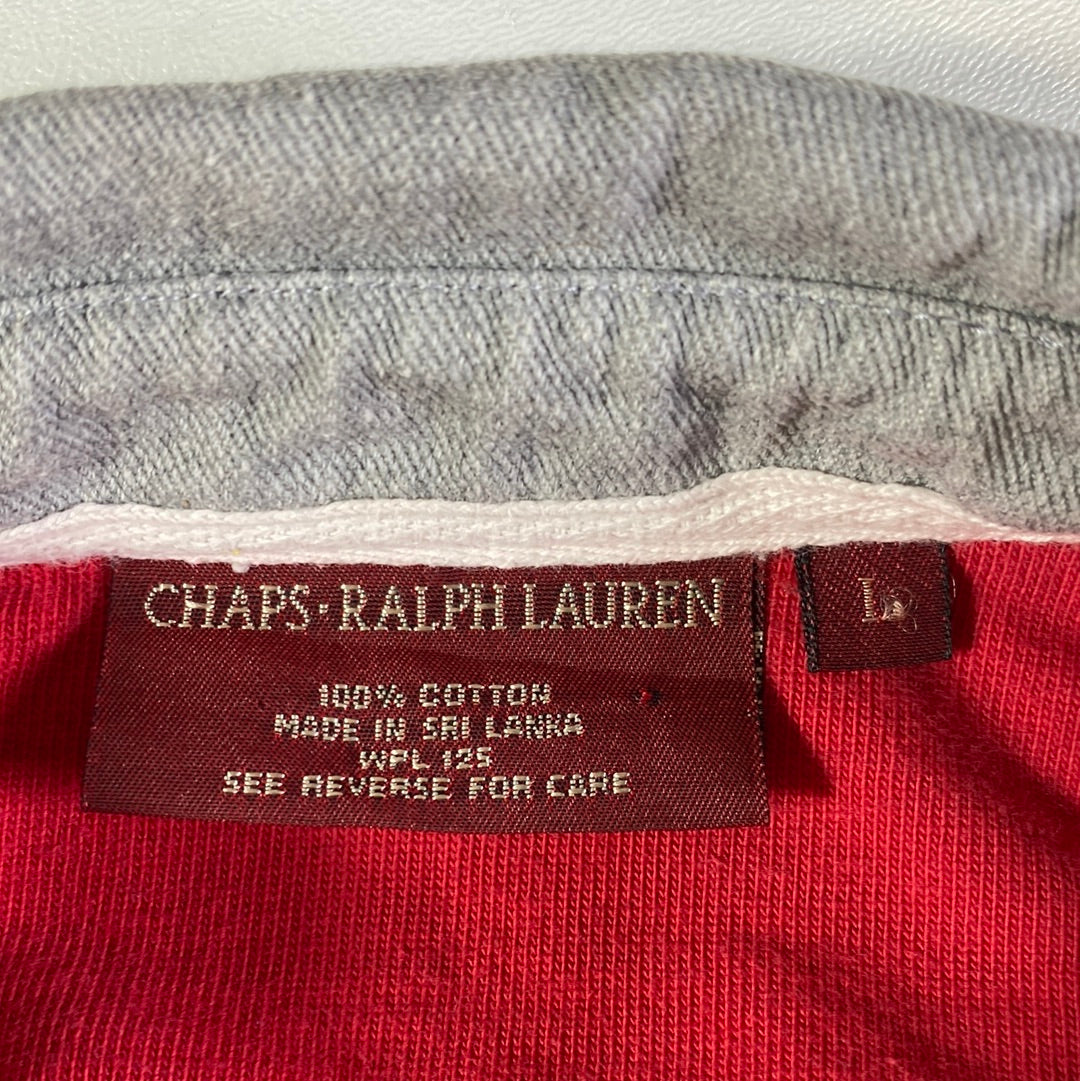 CHAPS·RALPH LAUREN
L
100% COTTON
MADE IN SRI LANKA
WPL 125
SEE REVERSE FOR CARE